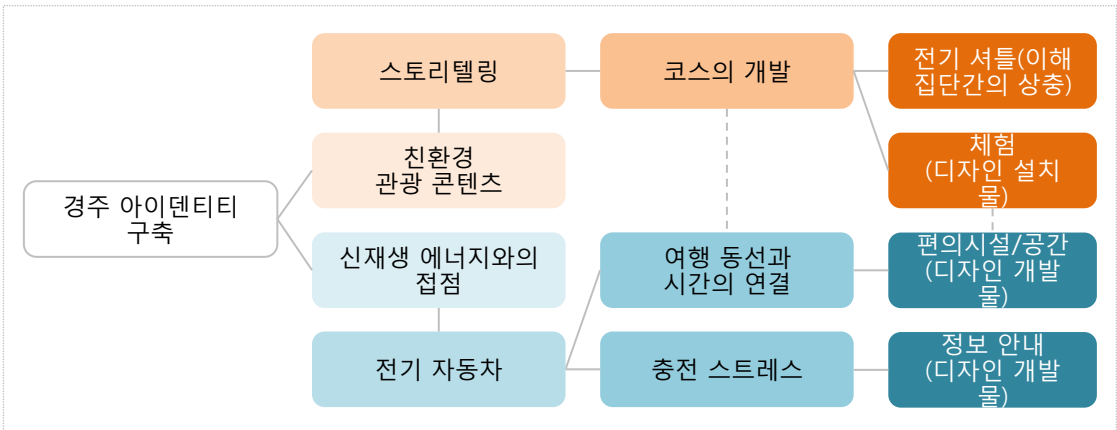 스토리텔링
코스의 개발
전기 셔틀(이해
집단간의 상충)
친환경
관광 콘텐츠
체험
(디자인 설치
물)
경주 아이덴티티
구축
신재생 에너지와의
접점
여행 동선과
시간의 연결
편의시설/공간
(디자인 개발
물)
전기 자동차
충전 스트레스
정보 안내
(디자인 개발
물)